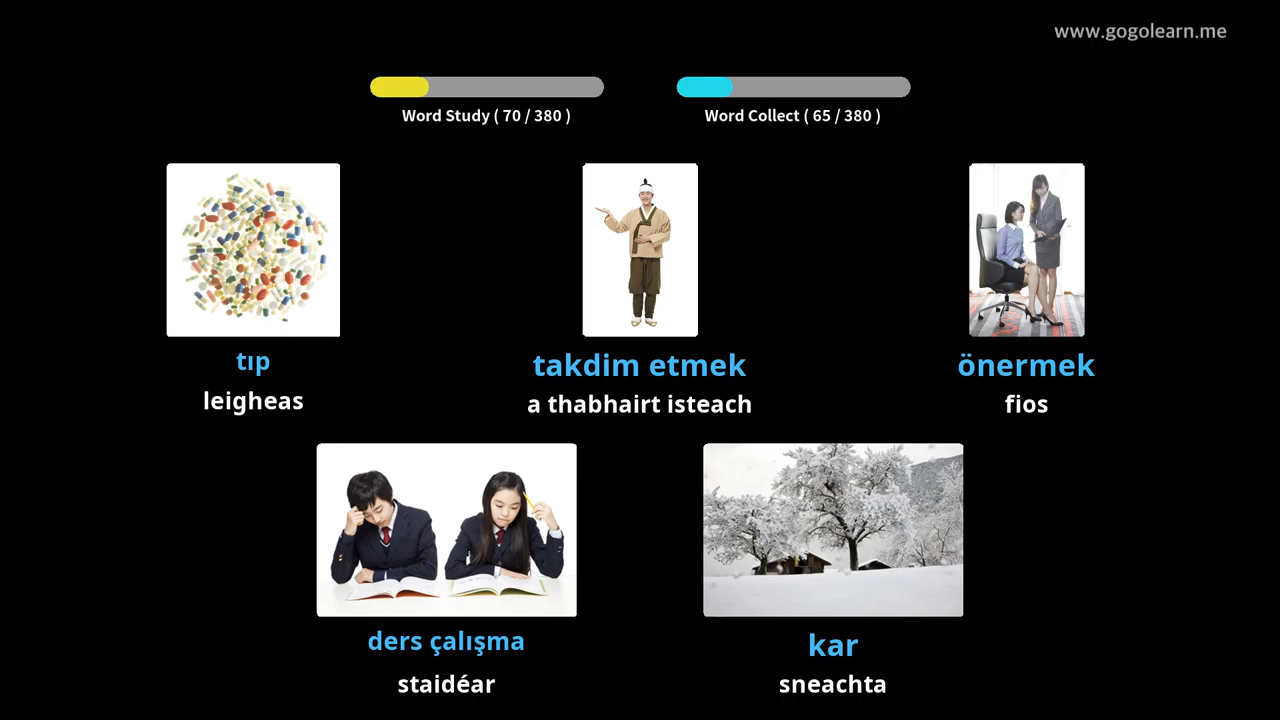 www.gogolearn.me
Word Study ( 70 / 380 )
Word Collect ( 65 / 380 )
tıp
leigheas
takdim etmek
a thabhairt isteach
önermek
fios
ders çalışma
staidéar
kar
sneachta